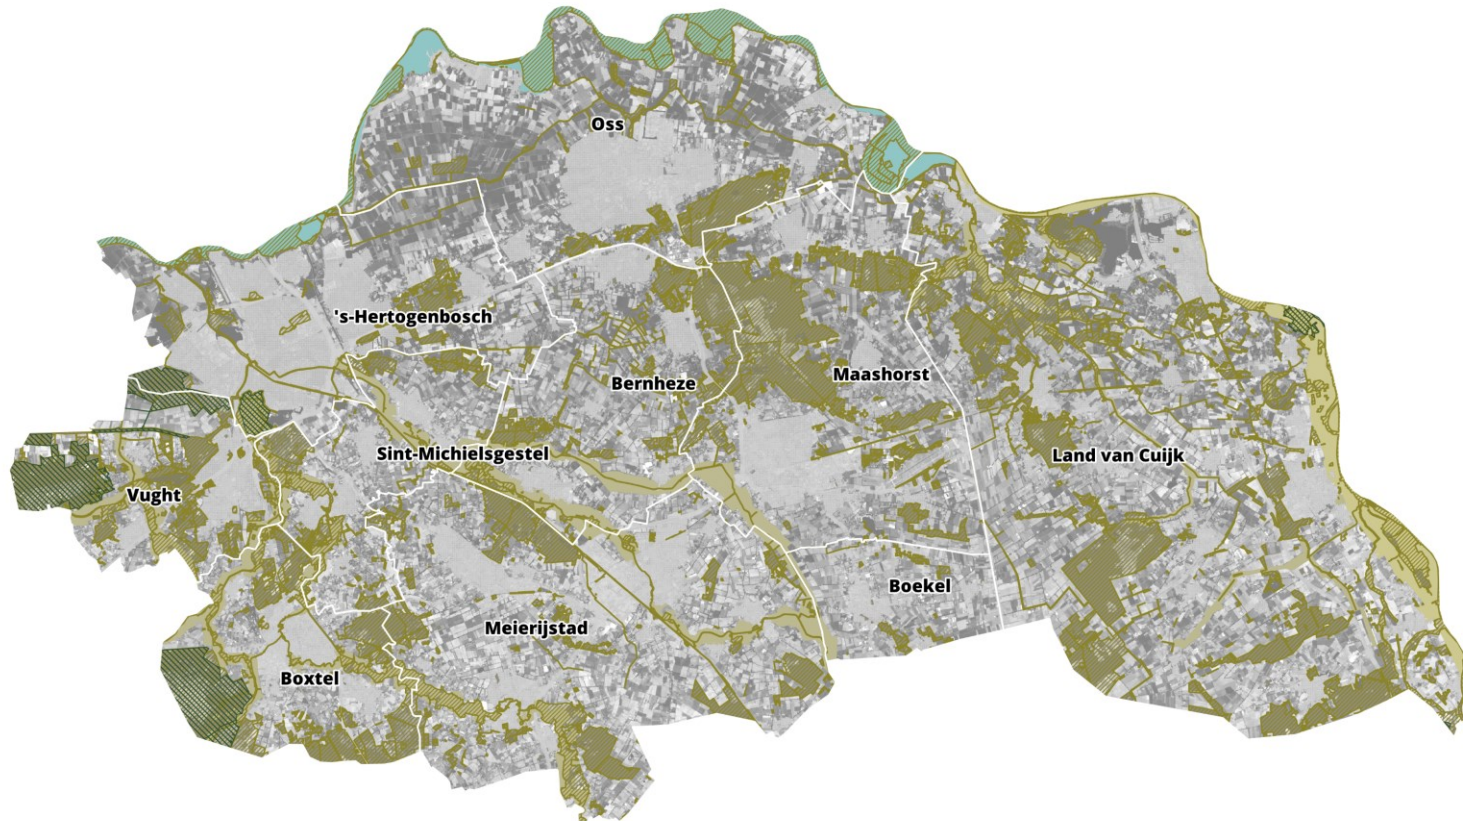 Oss
's-Hertogenbosch
Bernheze
Maashorst
Sint-Michielsgestel
Land van Cuijk
Vught
Boekel
Meierijstad
Boxtel